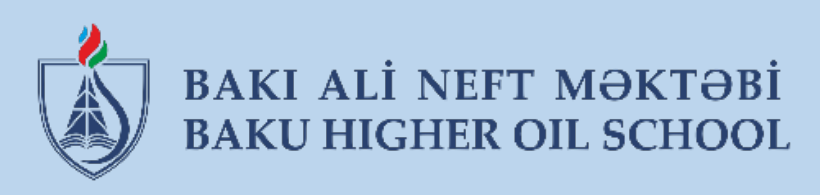 BAKI ALİ NEFT MƏKTƏBİ
BAKU HIGHER OIL SCHOOL